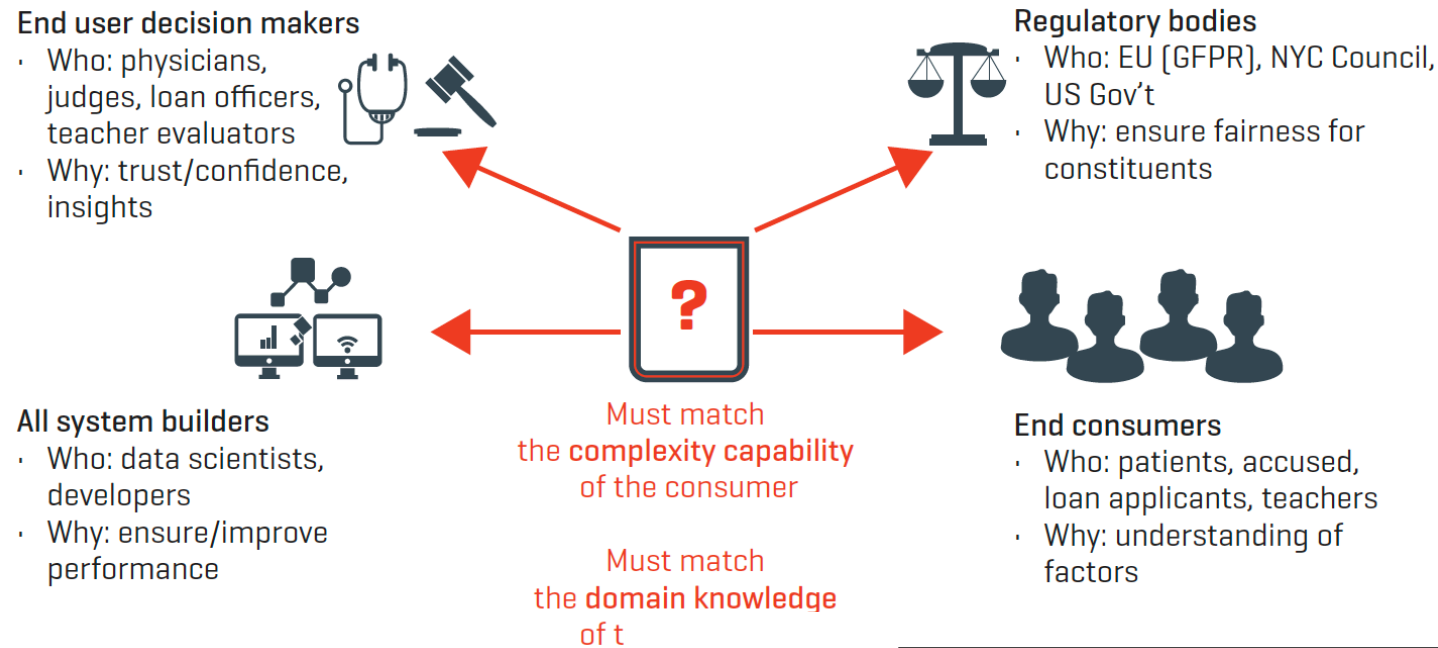 End user decision makers
· Who: physicians,
judges, loan officers,
teacher evaluators
· Why: trust/confidence,
insights
Regulatory bodies
· Who: EU (GFPR), NYC Council,
US Gov't
· Why: ensure fairness for
constituents
?
All system builders
· Who: data scientists,
developers
· Why: ensure/improve
performance
Must match
the complexity capability
of the consumer
Must match
the domain knowledge
of t
End consumers
· Who: patients, accused,
loan applicants, teachers
· Why: understanding of
factors